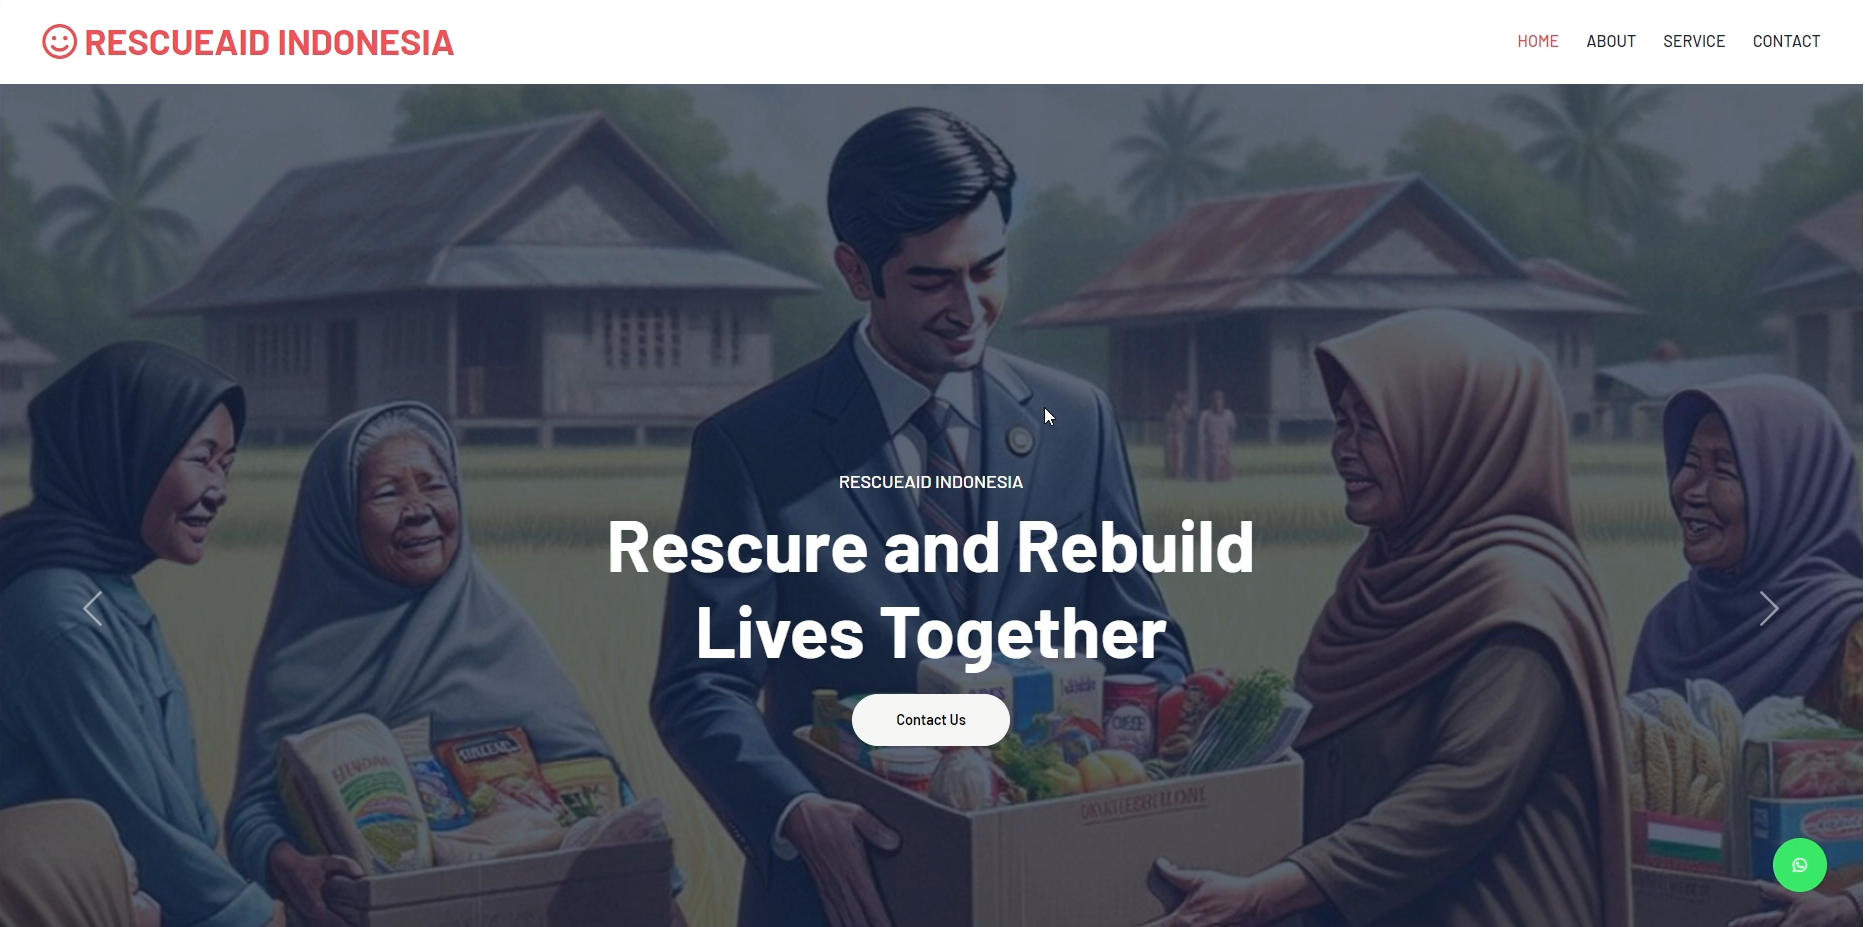 RESCUEAID INDONESIA
HOME ABOUT SERVICE CONTACT
RESCUEAID INDONESIA
Rescure and Rebuild
Lives Together
Contact Us